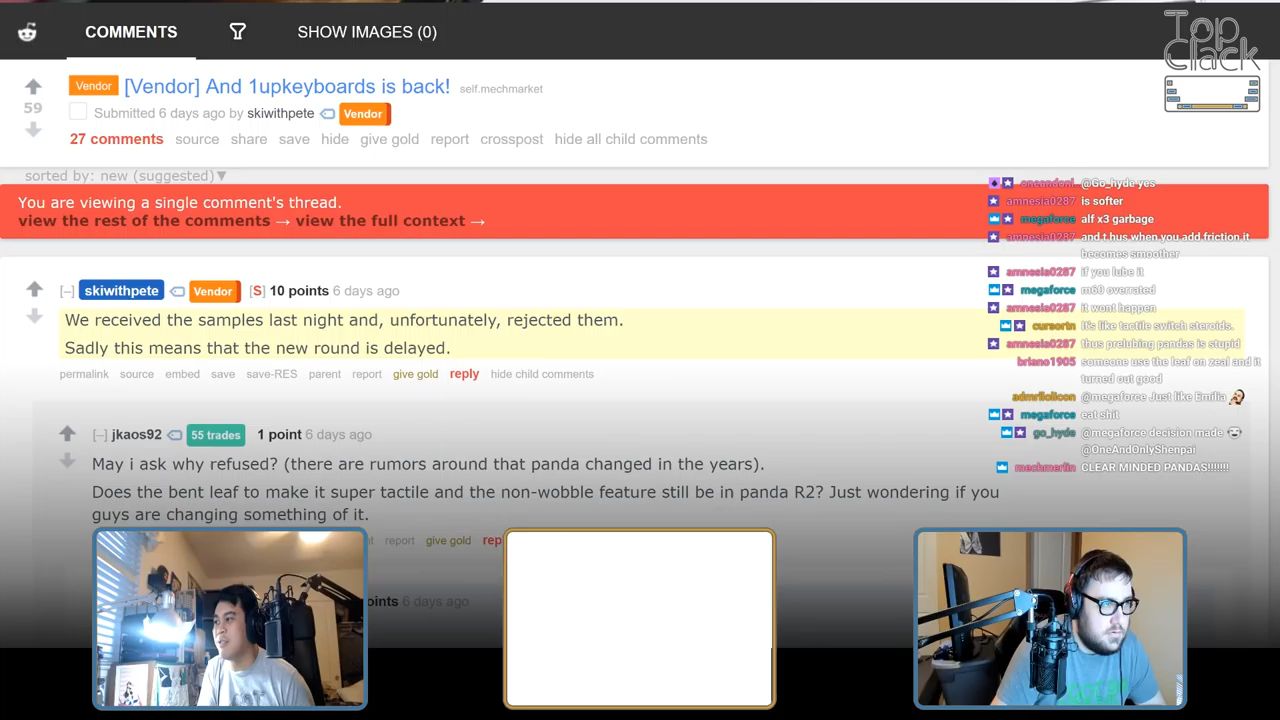 COMMENTS
SHOW IMAGES (0)
Top
Clack
Vendor [Vendor] And 1upkeyboards is back! self.mechmarket
59
Submitted 6 days ago by skiwithpete Vendor
27 comments source share save hide give gold report crosspost hide all child comments
sorted by: new (suggested)▼
You are viewing a single comment's thread.
view the rest of the comments → view the full context →
[–] skiwithpete Vendor [S] 10 points 6 days ago
We received the samples last night and, unfortunately, rejected them.
Sadly this means that the new round is delayed.
permalink source embed save save-RES parent report give gold reply hide child comments
[–] jkaos92 55 trades 1 point 6 days ago
May i ask why refused? (there are rumors around that panda changed in the years).
Does the bent leaf to make it super tactile and the non-wobble feature still be in panda R2? Just wondering if you
guys are changing something of it.
report give gold
6 days ago
@Go_hyde yes
amnesia0287 is softer
megaforce alf x3 garbage
amnesia0287 and t hus when you add friction it
becomes smoother
amnesia0287 if you lube it
megaforce m60 overrated
amnesia0287 it wont happen
cursortn It's like tactile switch steroids.
amnesia0287 thus prelubing pandas is stupid
briano1905 someone use the leaf on zeal and it
turned out good
@megaforce Just like Emilia
megaforce eat shit
go_hyde @megaforce decision made
@OneAndOnlyShenpai
mechmerlin CLEAR MINDED PANDAS!!!!!!!